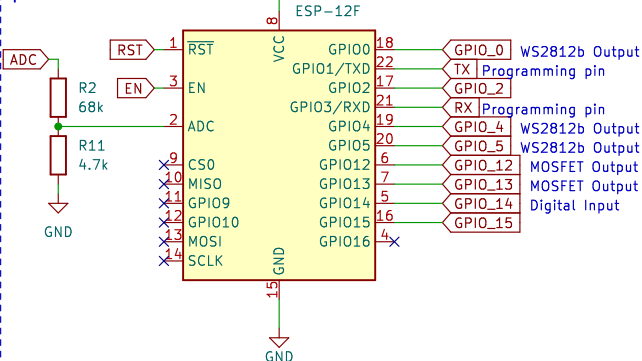 ESP-12F
8
VCC
ADC
RST 1 RST GPIO0 18 GPIO_0 WS2812b Output
GPIO1/TXD 22 TX Programming pin
EN 3 EN GPIO2 17 GPIO_2
R2
68k
GPIO3/RXD 21 RX Programming pin
2 ADC GPIO4 19 GPIO_4 WS2812b Output
R11
4.7k
GPIO5 20 GPIO_5 WS2812b Output
9 CS0 GPIO12 6 GPIO_12 MOSFET Output
10 MISO GPIO13 7 GPIO_13 MOSFET Output
11 GPIO9 GPIO14 5 GPIO_14 Digital Input
12 GPIO10 GPIO15 16 GPIO_15
GND
13 MOSI GPIO16 4
14 SCLK
GND
15
GND